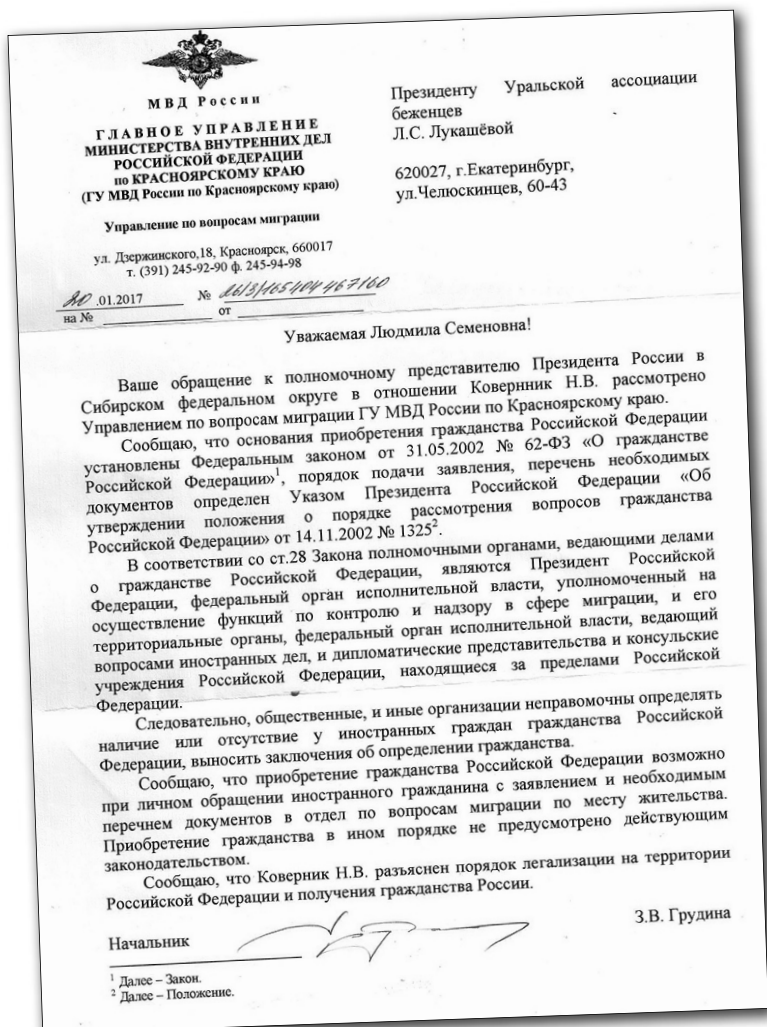 МВД России
ГЛАВНОЕ УПРАВЛЕНИЕ
МИНИСТЕРСТВА ВНУТРЕННИХ ДЕЛ
РОССИЙСКОЙ ФЕДЕРАЦИИ
по КРАСНОЯРСКОМУ КРАЮ
(ГУ МВД России по Красноярскому краю)
Управление по вопросам миграции
ул. Дзержинского,18, Красноярск, 660017
т. (391) 245-92-90 ф. 245-94-98
20 .01.2017 № 26/3/165404467160
на № от
Президенту Уральской ассоциации
беженцев
Л.С. Лукашёвой
620027, г.Екатеринбург,
ул.Челюскинцев, 60-43
Уважаемая Людмила Семеновна!
Ваше обращение к полномочному представителю Президента России в
Сибирском федеральном округе в отношении Ковернник Н.В. рассмотрено
Управлением по вопросам миграции ГУ МВД России по Красноярскому краю.
Сообщаю, что основания приобретения гражданства Российской Федерации
установлены Федеральным законом от 31.05.2002 № 62-ФЗ «О гражданстве
Российской Федерации»¹, порядок подачи заявления, перечень необходимых
документов определен Указом Президента Российской Федерации «Об
утверждении положения о порядке рассмотрения вопросов гражданства
Российской Федерации» от 14.11.2002 № 1325².
В соответствии со ст.28 Закона полномочными органами, ведающими делами
о гражданстве Российской Федерации, являются Президент Российской
Федерации, федеральный орган исполнительной власти, уполномоченный на
осуществление функций по контролю и надзору в сфере миграции, и его
территориальные органы, федеральный орган исполнительной власти, ведающий
вопросами иностранных дел, и дипломатические представительства и консульские
учреждения Российской Федерации, находящиеся за пределами Российской
Федерации.
Следовательно, общественные, и иные организации неправомочны определять
наличие или отсутствие у иностранных граждан гражданства Российской
Федерации, выносить заключения об определении гражданства.
Сообщаю, что приобретение гражданства Российской Федерации возможно
при личном обращении иностранного гражданина с заявлением и необходимым
перечнем документов в отдел по вопросам миграции по месту жительства.
Приобретение гражданства в ином порядке не предусмотрено действующим
законодательством.
Сообщаю, что Коверник Н.В. разъяснен порядок легализации на территории
Российской Федерации и получения гражданства России.
Начальник З.В. Грудина
¹ Далее – Закон.
² Далее – Положение.